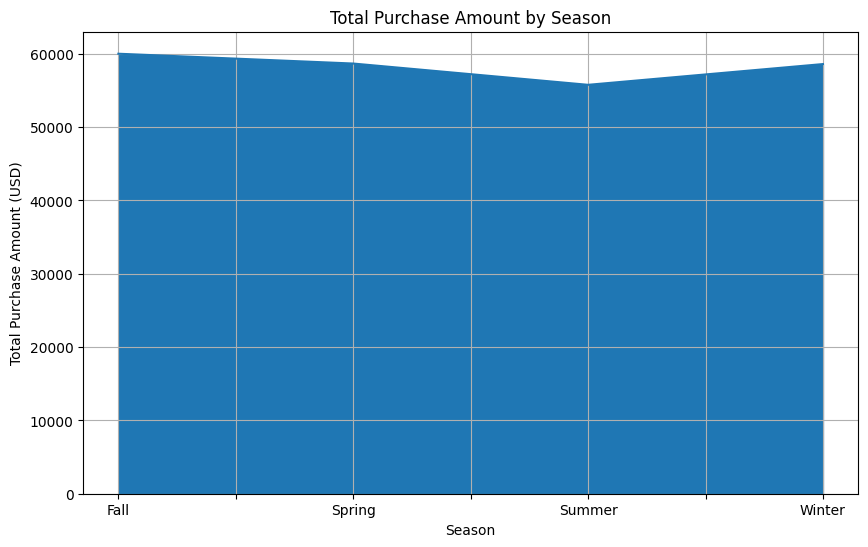 Total Purchase Amount by Season
Total Purchase Amount (USD)
60000
50000
40000
30000
20000
10000
0
Fall
Spring
Summer
Winter
Season